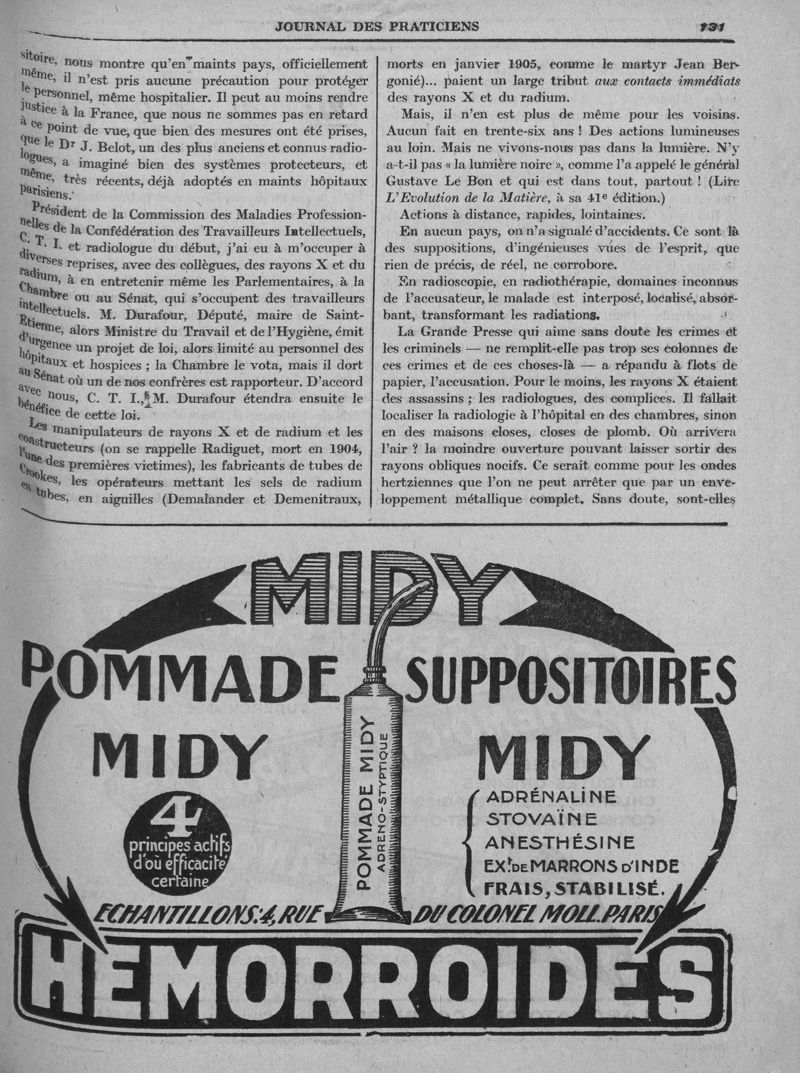 JOURNAL DES PRATICIENS 131
sitoire, nous montre qu'en maints pays, officiellement
même, il n'est pris aucune précaution pour protéger
le personnel, même hospitalier. Il peut au moins rendre
justice à la France, que nous ne sommes pas en retard
à ce point de vue, que bien des mesures ont été prises,
que le Dr J. Belot, un des plus anciens et connus radio-
logues, a imaginé bien des systèmes protecteurs, et
même, très récents, déjà adoptés en maints hôpitaux
parisiens.
Président de la Commission des Maladies Profession-
nelles de la Confédération des Travailleurs Intellectuels,
C. T. I. et radiologue du début, j'ai eu à m'occuper à
diverses reprises, avec des collègues, des rayons X et du
radium, à en entretenir même les Parlementaires, à la
Chambre ou au Sénat, qui s'occupent des travailleurs
intellectuels. M. Durafour, Député, maire de Saint-
Etienne, alors Ministre du Travail et de l'Hygiène, émit
d'urgence un projet de loi, alors limité au personnel des
hôpitaux et hospices ; la Chambre le vota, mais il dort
au Sénat où un de nos confrères est rapporteur. D'accord
avec nous, C. T. I., M. Durafour étendra ensuite le
bénéfice de cette loi.
Les manipulateurs de rayons X et de radium et les
constructeurs (on se rappelle Radiguet, mort en 1904,
l'une des premières victimes), les fabricants de tubes de
Crookes, les opérateurs mettant les sels de radium
en tubes, en aiguilles (Demalander et Demenitraux,
morts en janvier 1905, comme le martyr Jean Ber-
gonié)... paient un large tribut aux contacts immédiats
des rayons X et du radium.
Mais, il n'en est plus de même pour les voisins.
Aucun fait en trente-six ans ! Des actions lumineuses
au loin. Mais ne vivons-nous pas dans la lumière. N'y
a-t-il pas « la lumière noire », comme l'a appelé le général
Gustave Le Bon et qui est dans tout, partout ! (Lire
L'Evolution de la Matière, à sa 41e édition.)
Actions à distance, rapides, lointaines.
En aucun pays, on n'a signalé d'accidents. Ce sont là
des suppositions, d'ingénieuses vues de l'esprit, que
rien de précis, de réel, ne corrobore.
En radioscopie, en radiothérapie, domaines inconnus
de l'accusateur, le malade est interposé, localisé, absor-
bant, transformant les radiations.
La Grande Presse qui aime sans doute les crimes et
les criminels — ne remplit-elle pas trop ses colonnes de
ces crimes et de ces choses-là — a répandu à flots de
papier, l'accusation. Pour le moins, les rayons X étaient
des assassins ; les radiologues, des complices. Il fallait
localiser la radiologie à l'hôpital en des chambres, sinon
en des maisons closes, closes de plomb. Où arrivera
l'air ? la moindre ouverture pouvant laisser sortir des
rayons obliques nocifs. Ce serait comme pour les ondes
hertziennes que l'on ne peut arrêter que par un enve-
loppement métallique complet. Sans doute, sont-elles
MIDY
POMMADE
MIDY
4
principes actifs
d'où efficacité
certaine
POMMADE MIDY
ADRENO-STYPTIQUE
SUPPOSITOIRES
MIDY
ADRÉNALINE
STOVAÏNE
ANESTHÉSINE
EXt DE MARRONS D'INDE
FRAIS, STABILISÉ.
ECHANTILLONS: 4, RUE DU COLONEL MOLL. PARIS
HEMORROIDES